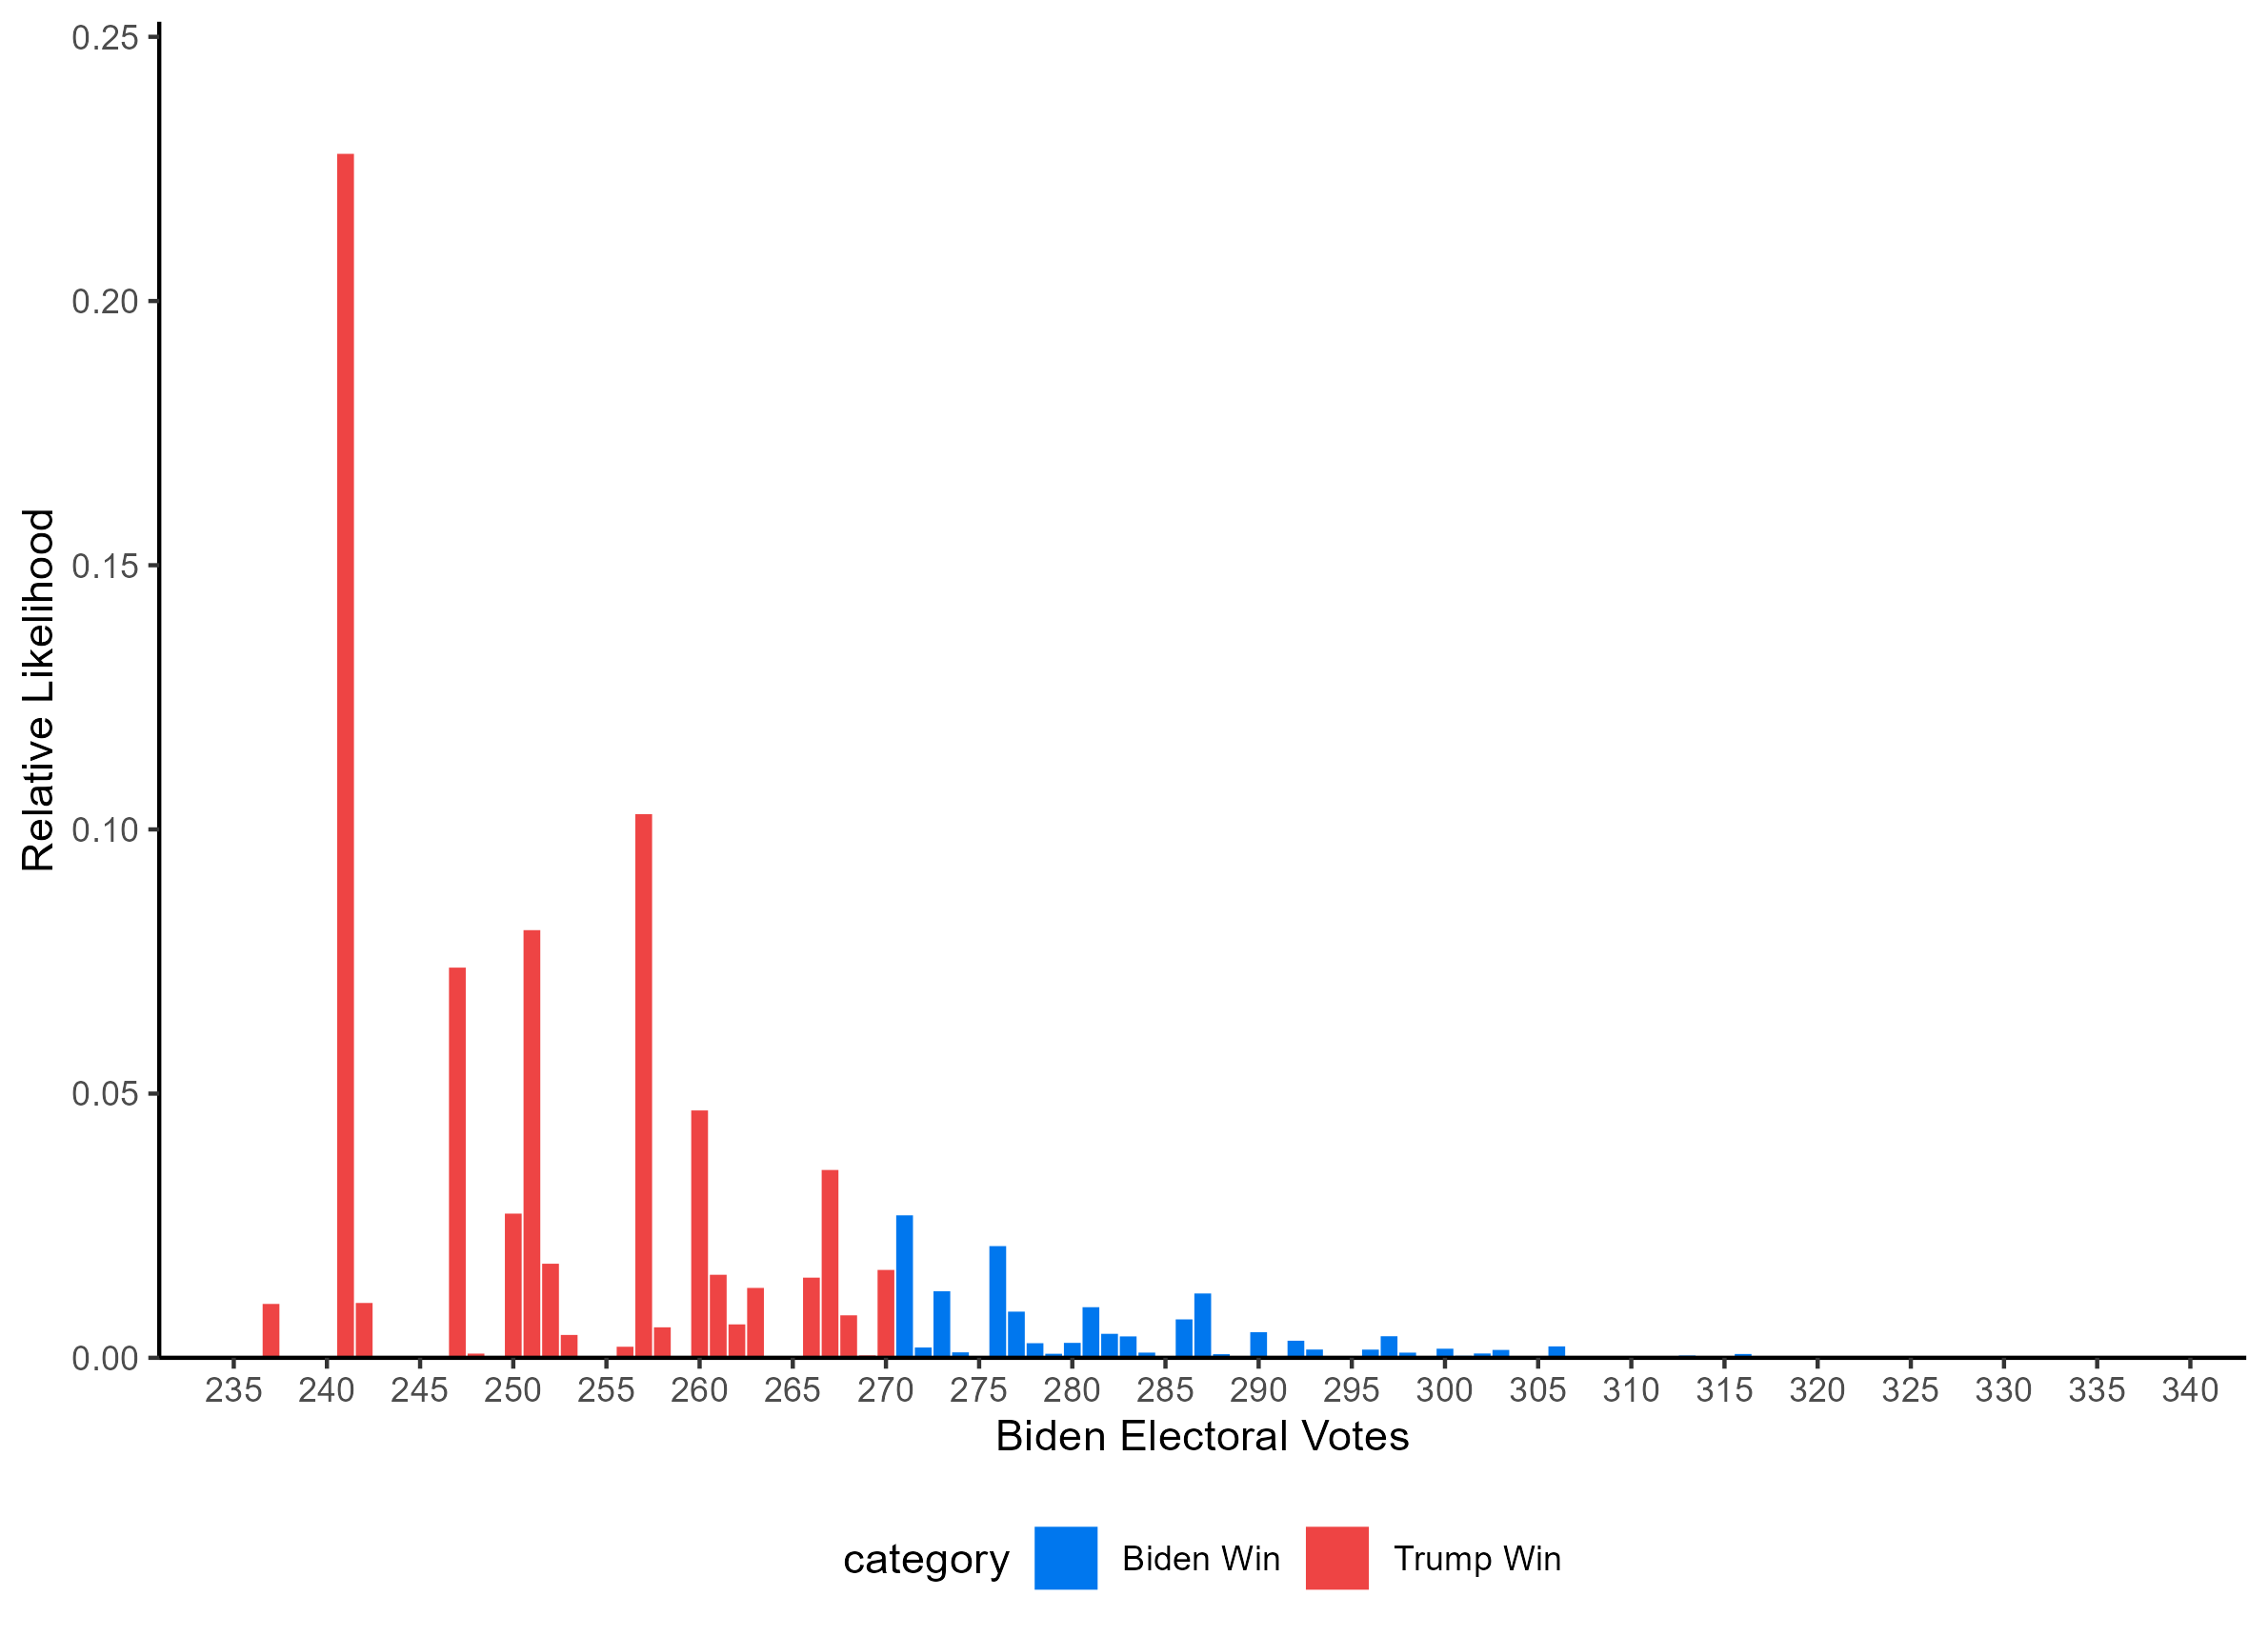 0.25
0.20
0.15
0.10
0.05
0.00
Relative Likelihood
235 240 245 250 255 260 265 270 275 280 285 290 295 300 305 310 315 320 325 330 335 340
Biden Electoral Votes
category Biden Win Trump Win